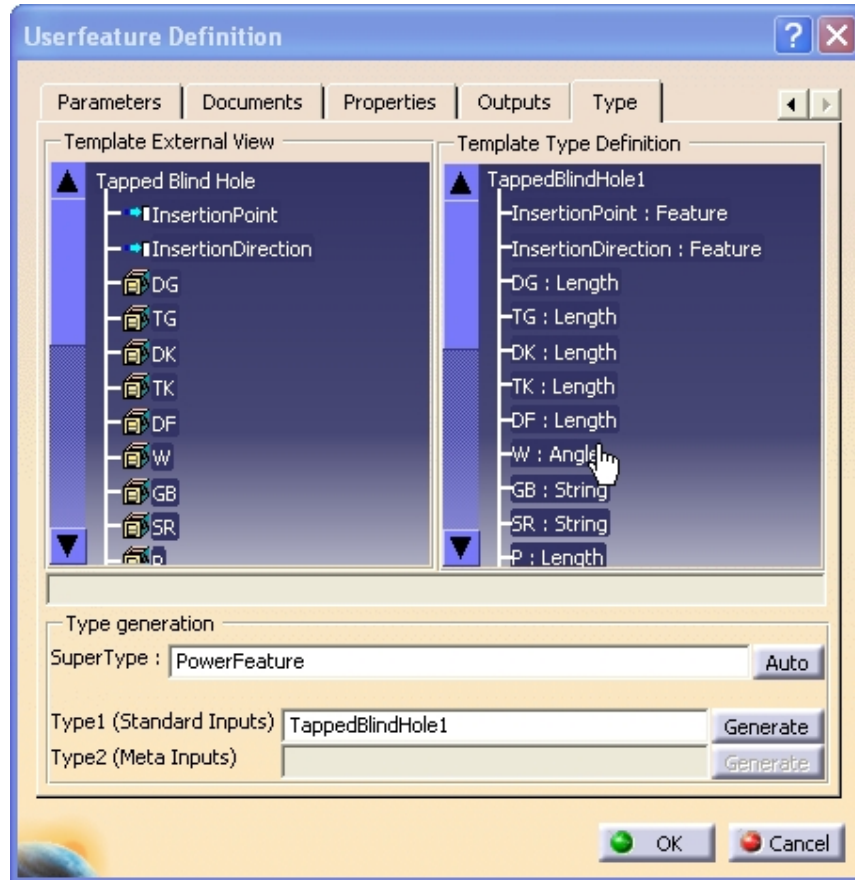 Userfeature Definition
Parameters Documents Properties Outputs Type
Template External View
Tapped Blind Hole
InsertionPoint
InsertionDirection
DG
TG
DK
TK
DF
W
GB
SR
P
Template Type Definition
TappedBlindHole1
InsertionPoint : Feature
InsertionDirection : Feature
DG : Length
TG : Length
DK : Length
TK : Length
DF : Length
W : Angle
GB : String
SR : String
P : Length
Type generation
SuperType : PowerFeature Auto
Type1 (Standard Inputs) TappedBlindHole1 Generate
Type2 (Meta Inputs) Generate
OK Cancel